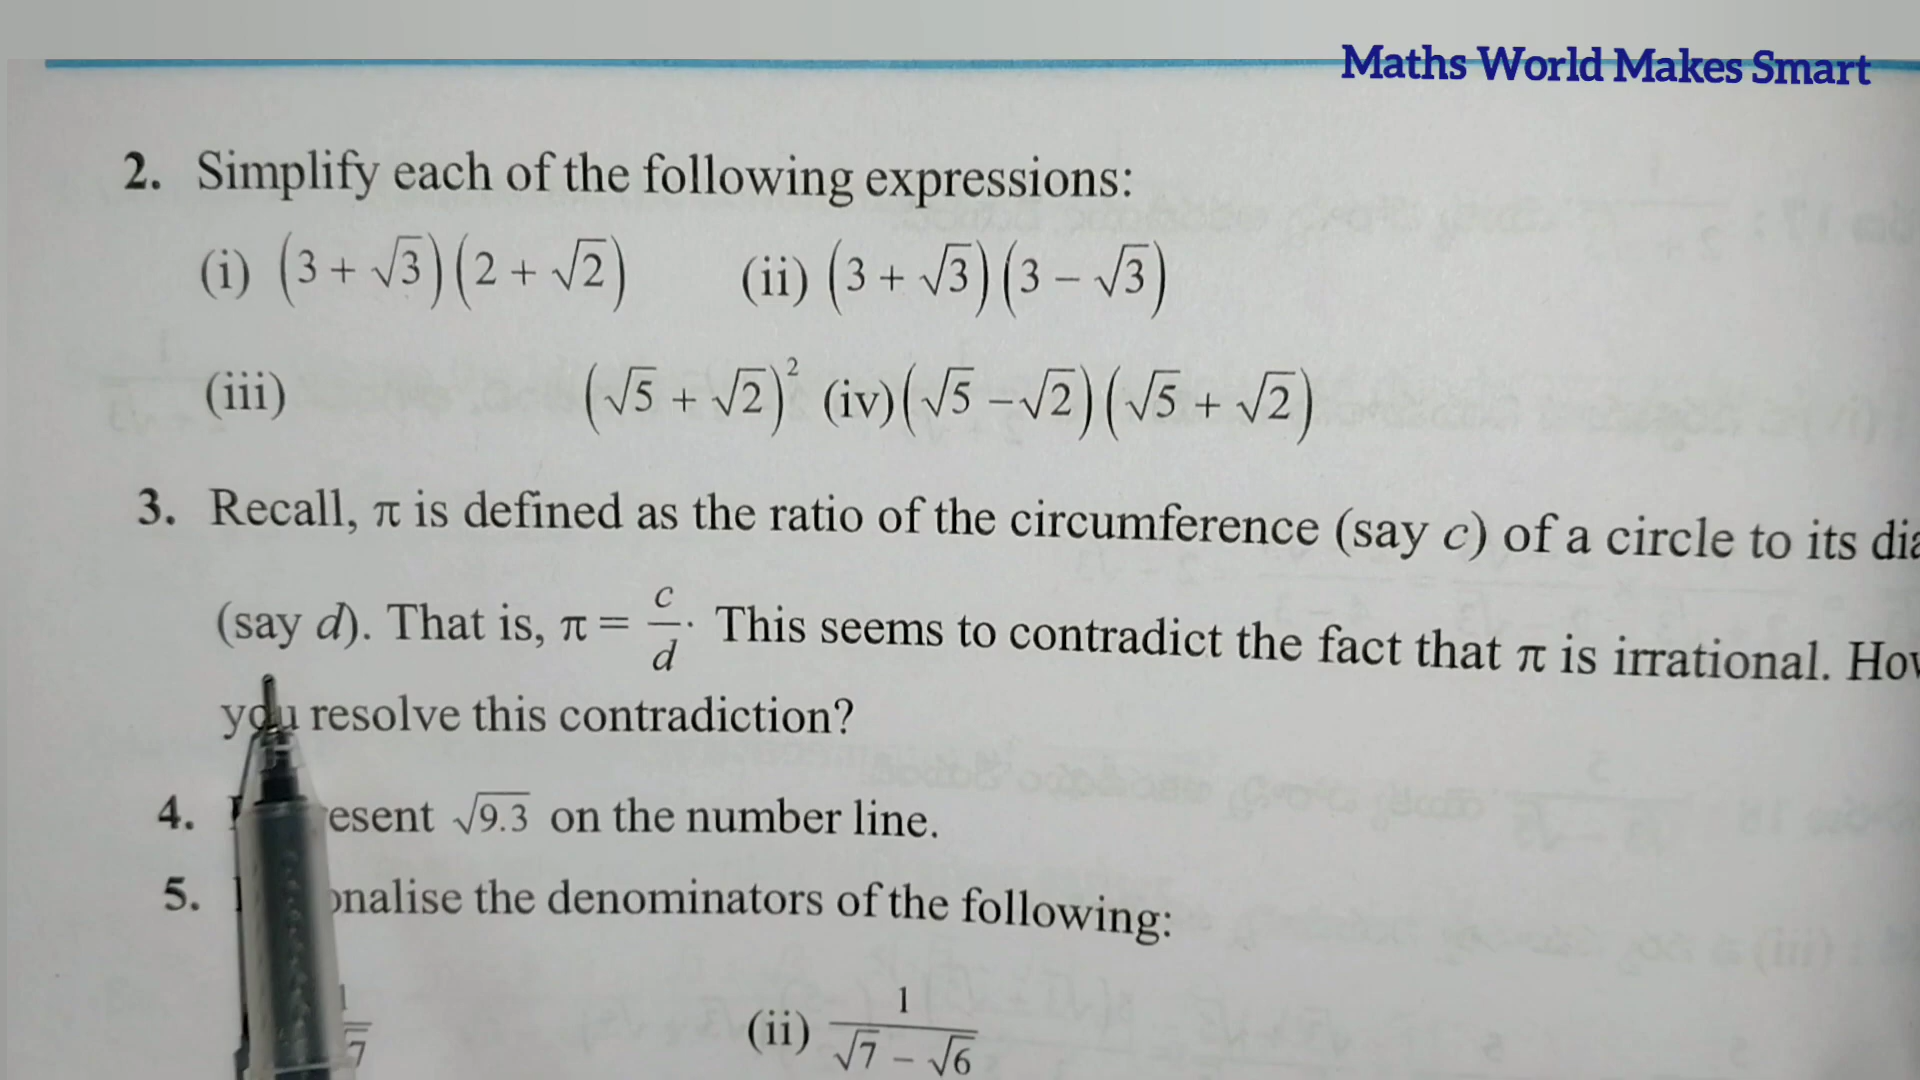 Maths World Makes Smart
2. Simplify each of the following expressions:
(i) (3 + √3)(2 + √2) (ii) (3 + √3)(3 − √3)
(iii) (√5 + √2)² (iv) (√5 − √2)(√5 + √2)
3. Recall, π is defined as the ratio of the circumference (say c) of a circle to its
(say d). That is, π = c/d. This seems to contradict the fact that π is irrational.
you resolve this contradiction?
4. √9.3 on the number line.
5. the denominators of the following:
(ii) 1/(√7 − √6)